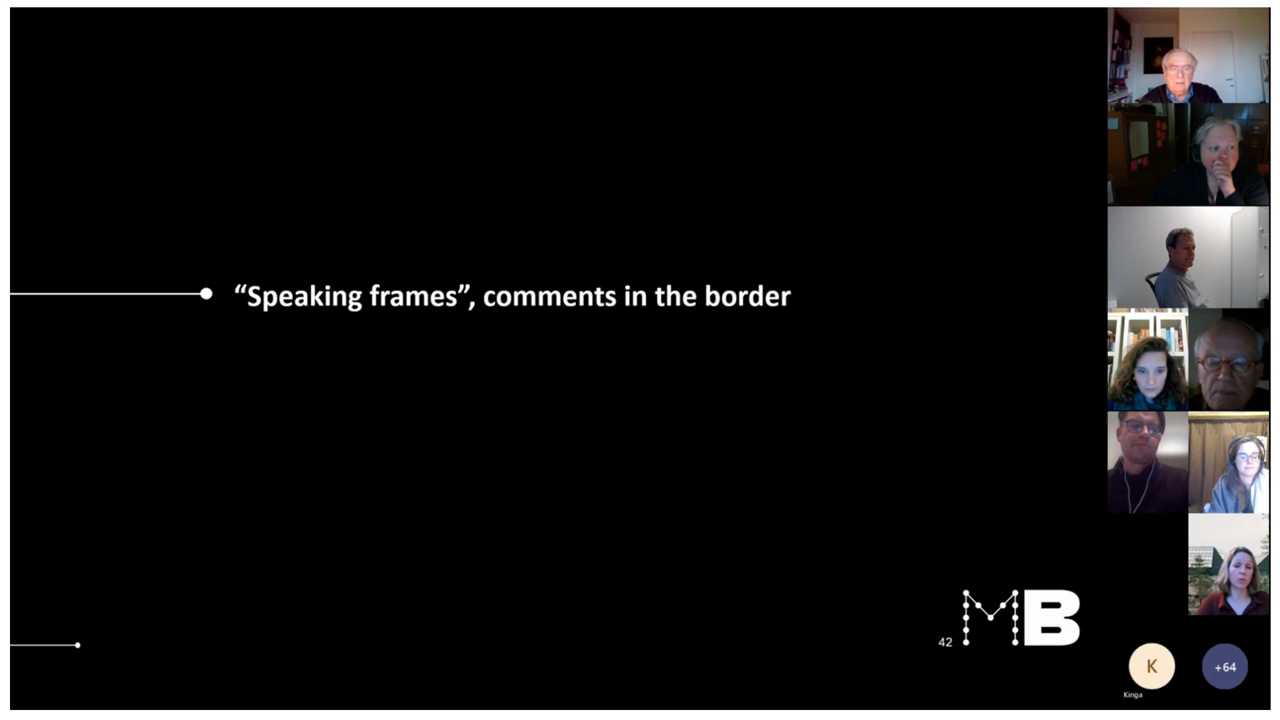 “Speaking frames”, comments in the border
42
MB
K
+64
Kinga